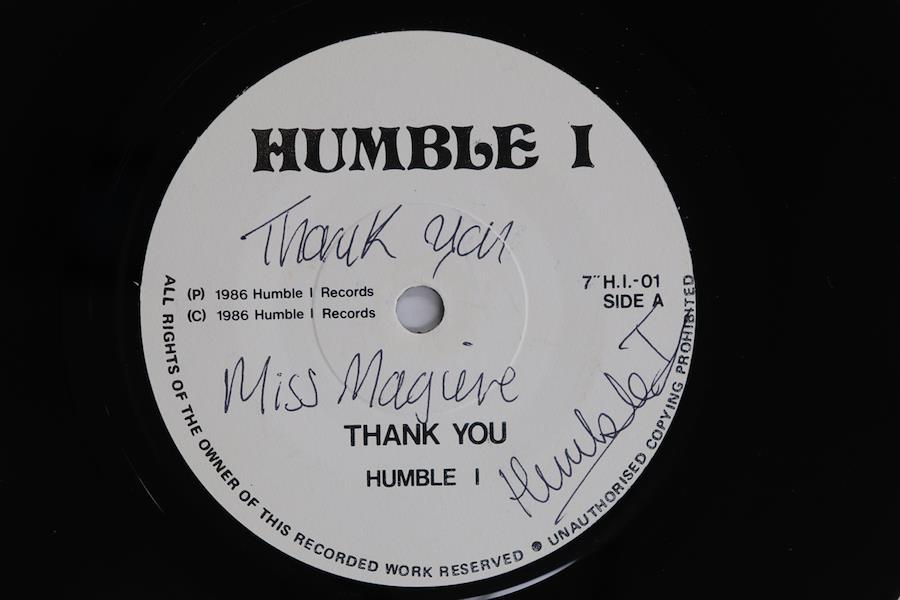 HUMBLE I
Thank you
(P) 1986 Humble I Records
(C) 1986 Humble I Records
7" H.I.-01
SIDE A
Miss Maguire
THANK YOU
HUMBLE I
Humble I
ALL RIGHTS OF THE OWNER OF THIS RECORDED WORK RESERVED ● UNAUTHORISED COPYING PROHIBITED